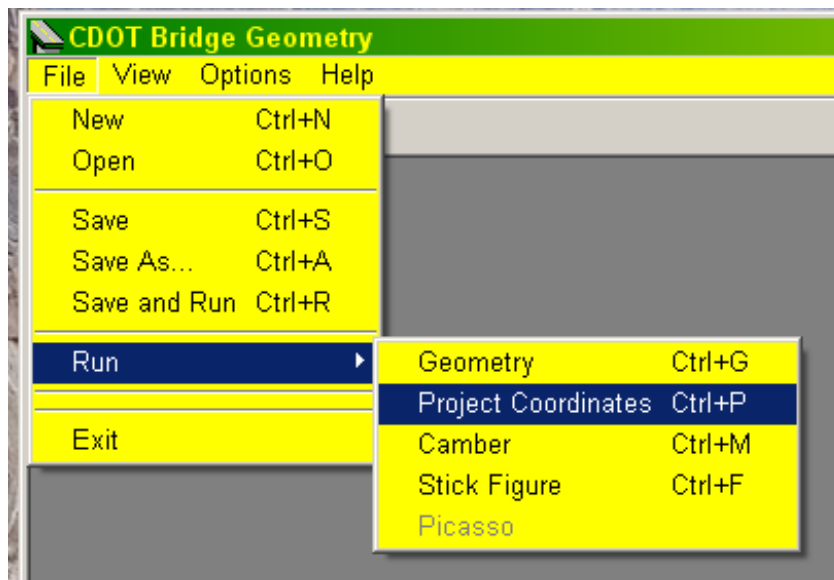 CDOT Bridge Geometry
File View Options Help
New Ctrl+N
Open Ctrl+O
Save Ctrl+S
Save As... Ctrl+A
Save and Run Ctrl+R
Run
Exit
Geometry Ctrl+G
Project Coordinates Ctrl+P
Camber Ctrl+M
Stick Figure Ctrl+F
Picasso